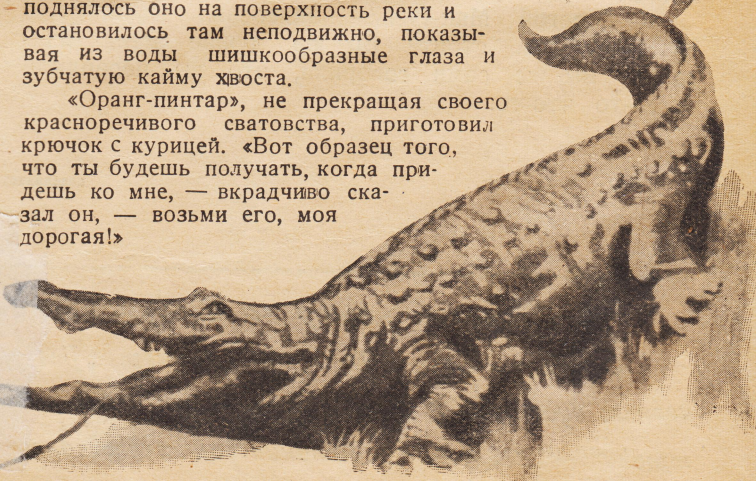 поднялось оно на поверхность реки и
остановилось там неподвижно, показы-
вая из воды шишкообразные глаза и
зубчатую кайму хвоста.
«Оранг-пинтар», не прекращая своего
красноречивого сватовства, приготовил
крючок с курицей. «Вот образец того,
что ты будешь получать, когда при-
дешь ко мне, — вкрадчиво ска-
зал он, — возьми его, моя
дорогая!»